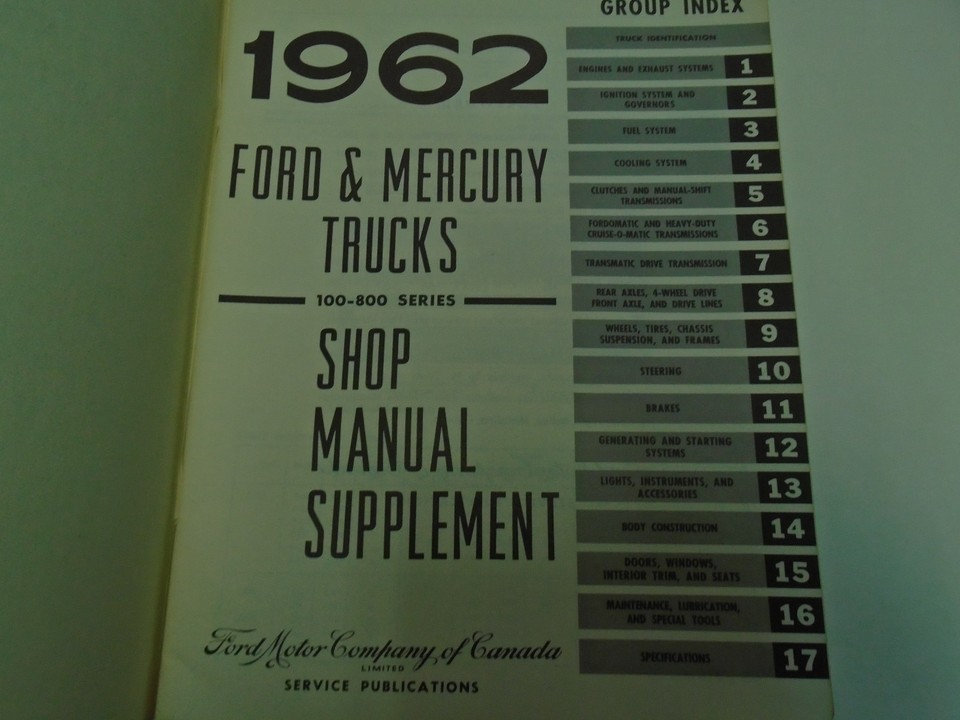 1962
FORD & MERCURY
TRUCKS
100-800 SERIES
SHOP
MANUAL
SUPPLEMENT
Ford Motor Company, of Canada
LIMITED
SERVICE PUBLICATIONS
GROUP INDEX
TRUCK IDENTIFICATION
ENGINES AND EXHAUST SYSTEMS 1
IGNITION SYSTEM AND
GOVERNORS 2
FUEL SYSTEM 3
COOLING SYSTEM 4
CLUTCHES AND MANUAL-SHIFT
TRANSMISSIONS 5
FORDOMATIC AND HEAVY-DUTY
CRUISE-O-MATIC TRANSMISSIONS 6
TRANSMATIC DRIVE TRANSMISSION 7
REAR AXLES, 4-WHEEL DRIVE
FRONT AXLE, AND DRIVE LINES 8
WHEELS, TIRES, CHASSIS
SUSPENSION, AND FRAMES 9
STEERING 10
BRAKES 11
GENERATING AND STARTING
SYSTEMS 12
LIGHTS, INSTRUMENTS, AND
ACCESSORIES 13
BODY CONSTRUCTION 14
DOORS, WINDOWS,
INTERIOR TRIM, AND SEATS 15
MAINTENANCE, LUBRICATION,
AND SPECIAL TOOLS 16
SPECIFICATIONS 17